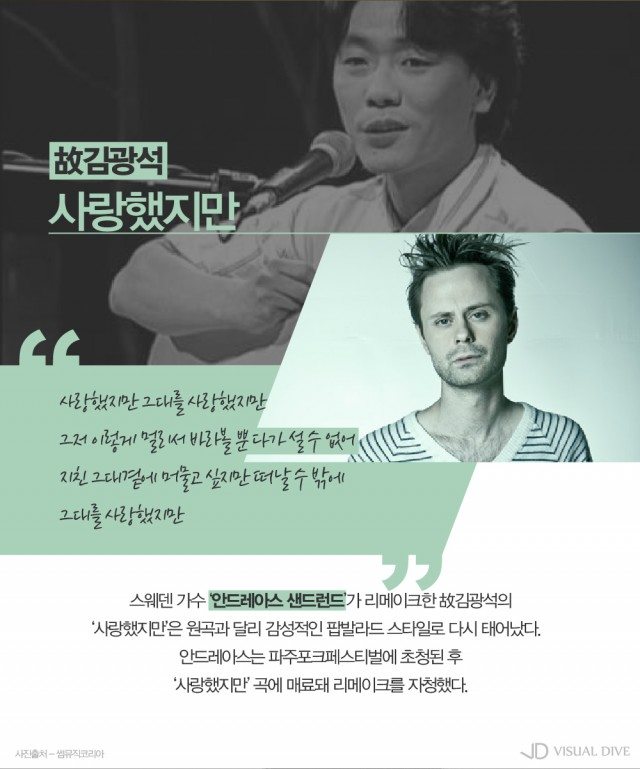 故김광석
사랑했지만
“
사랑했지만 그대를 사랑했지만
그저 이렇게 멀리서 바라볼 뿐 다가 설 수 없어
지친 그대곁에 머물고 싶지만 떠날 수 밖에
그대를 사랑했지만
”
스웨덴 가수 '안드레아스 샌드런드'가 리메이크한 故김광석의
‘사랑했지만’은 원곡과 달리 감성적인 팝발라드 스타일로 다시 태어났다.
안드레아스는 파주포크페스티벌에 초청된 후
‘사랑했지만’ 곡에 매료돼 리메이크를 자청했다.
사진출처 – 씸뮤직코리아
JD VISUAL DIVE